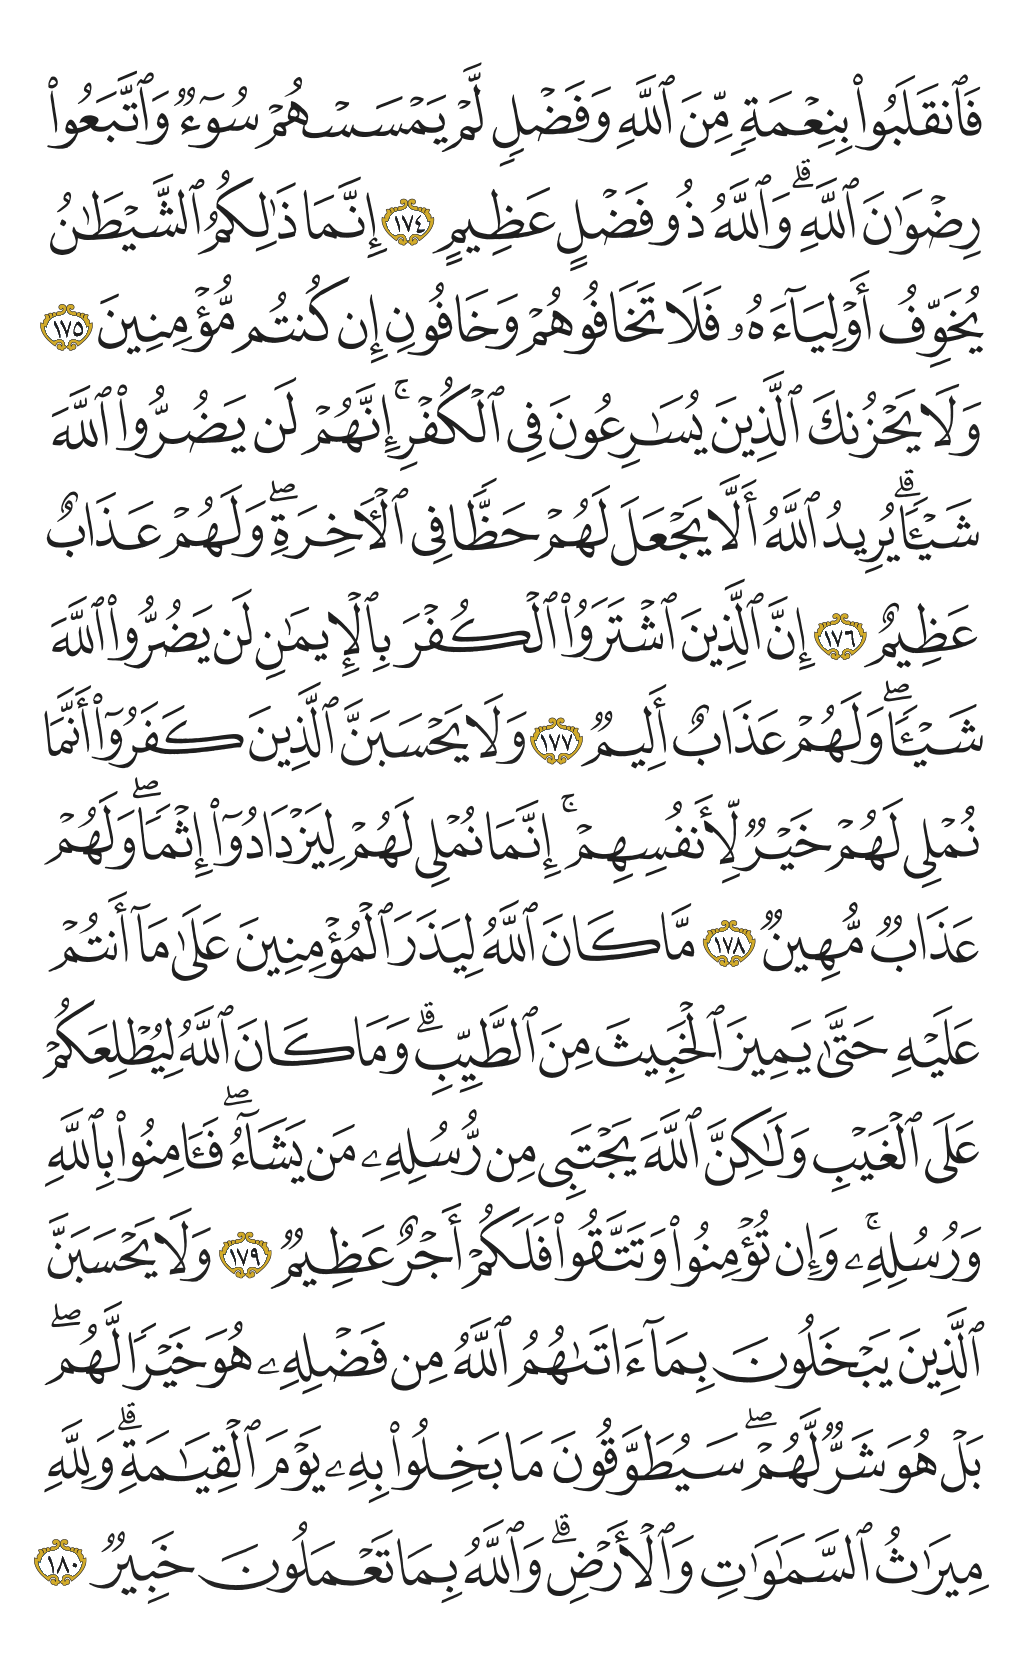 فَٱنقَلَبُوا۟ بِنِعْمَةٍ مِّنَ ٱللَّهِ وَفَضْلٍ لَّمْ يَمْسَسْهُمْ سُوٓءٌ وَٱتَّبَعُوا۟
رِضْوَٰنَ ٱللَّهِ ۗ وَٱللَّهُ ذُو فَضْلٍ عَظِيمٍ ١٧٤ إِنَّمَا ذَٰلِكُمُ ٱلشَّيْطَـٰنُ
يُخَوِّفُ أَوْلِيَآءَهُۥ فَلَا تَخَافُوهُمْ وَخَافُونِ إِن كُنتُم مُّؤْمِنِينَ ١٧٥
وَلَا يَحْزُنكَ ٱلَّذِينَ يُسَـٰرِعُونَ فِى ٱلْكُفْرِ ۚ إِنَّهُمْ لَن يَضُرُّوا۟ ٱللَّهَ
شَيْـًٔا ۗ يُرِيدُ ٱللَّهُ أَلَّا يَجْعَلَ لَهُمْ حَظًّا فِى ٱلْـَٔاخِرَةِ ۖ وَلَهُمْ عَذَابٌ
عَظِيمٌ ١٧٦ إِنَّ ٱلَّذِينَ ٱشْتَرَوُا۟ ٱلْكُفْرَ بِٱلْإِيمَـٰنِ لَن يَضُرُّوا۟ ٱللَّهَ
شَيْـًٔا ۖ وَلَهُمْ عَذَابٌ أَلِيمٌ ١٧٧ وَلَا يَحْسَبَنَّ ٱلَّذِينَ كَفَرُوٓا۟ أَنَّمَا
نُمْلِى لَهُمْ خَيْرٌ لِّأَنفُسِهِمْ ۚ إِنَّمَا نُمْلِى لَهُمْ لِيَزْدَادُوٓا۟ إِثْمًا ۖ وَلَهُمْ
عَذَابٌ مُّهِينٌ ١٧٨ مَّا كَانَ ٱللَّهُ لِيَذَرَ ٱلْمُؤْمِنِينَ عَلَىٰ مَآ أَنتُمْ
عَلَيْهِ حَتَّىٰ يَمِيزَ ٱلْخَبِيثَ مِنَ ٱلطَّيِّبِ ۗ وَمَا كَانَ ٱللَّهُ لِيُطْلِعَكُمْ
عَلَى ٱلْغَيْبِ وَلَـٰكِنَّ ٱللَّهَ يَجْتَبِى مِن رُّسُلِهِۦ مَن يَشَآءُ ۖ فَـَٔامِنُوا۟ بِٱللَّهِ
وَرُسُلِهِۦ ۚ وَإِن تُؤْمِنُوا۟ وَتَتَّقُوا۟ فَلَكُمْ أَجْرٌ عَظِيمٌ ١٧٩ وَلَا يَحْسَبَنَّ
ٱلَّذِينَ يَبْخَلُونَ بِمَآ ءَاتَىٰهُمُ ٱللَّهُ مِن فَضْلِهِۦ هُوَ خَيْرًا لَّهُم ۖ
بَلْ هُوَ شَرٌّ لَّهُمْ ۖ سَيُطَوَّقُونَ مَا بَخِلُوا۟ بِهِۦ يَوْمَ ٱلْقِيَـٰمَةِ ۗ وَلِلَّهِ
مِيرَٰثُ ٱلسَّمَـٰوَٰتِ وَٱلْأَرْضِ ۗ وَٱللَّهُ بِمَا تَعْمَلُونَ خَبِيرٌ ١٨٠